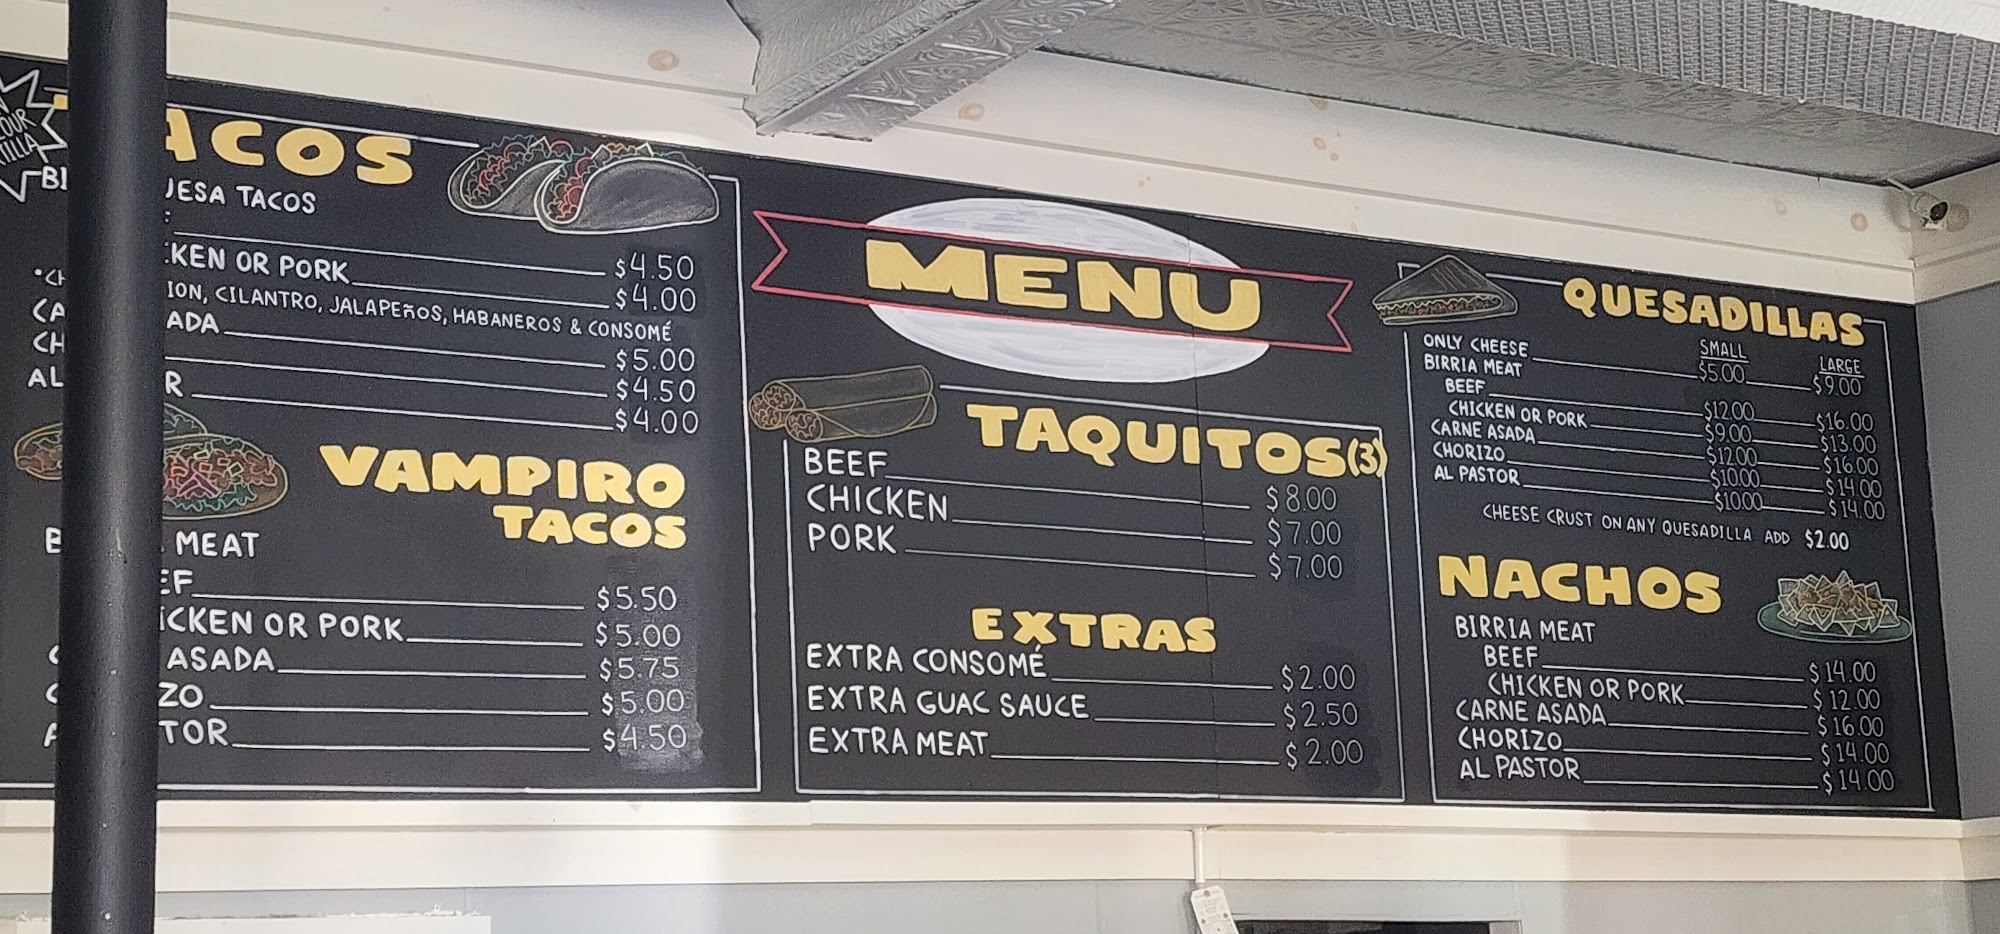 OUR
ACOS
BI UESA TACOS
KEN OR PORK $4.50
$4.00
ION, CILANTRO, JALAPEñOS, HABANEROS & CONSOMÉ
CA ADA $5.00
CH $4.50
AL R $4.00
VAMPIRO
TACOS
B MEAT
EF $5.50
ICKEN OR PORK $5.00
C ASADA $5.75
C ZO $5.00
A TOR $4.50
MENU
TAQUITOS(3)
BEEF $8.00
CHICKEN $7.00
PORK $7.00
EXTRAS
EXTRA CONSOMÉ $2.00
EXTRA GUAC SAUCE $2.50
EXTRA MEAT $2.00
QUESADILLAS
SMALL LARGE
ONLY CHEESE $5.00 $9.00
BIRRIA MEAT
BEEF $12.00 $16.00
CHICKEN OR PORK $9.00 $13.00
CARNE ASADA $12.00 $16.00
CHORIZO $10.00 $14.00
AL PASTOR $10.00 $14.00
CHEESE CRUST ON ANY QUESADILLA ADD $2.00
NACHOS
BIRRIA MEAT
BEEF $14.00
CHICKEN OR PORK $12.00
CARNE ASADA $16.00
CHORIZO $14.00
AL PASTOR $14.00